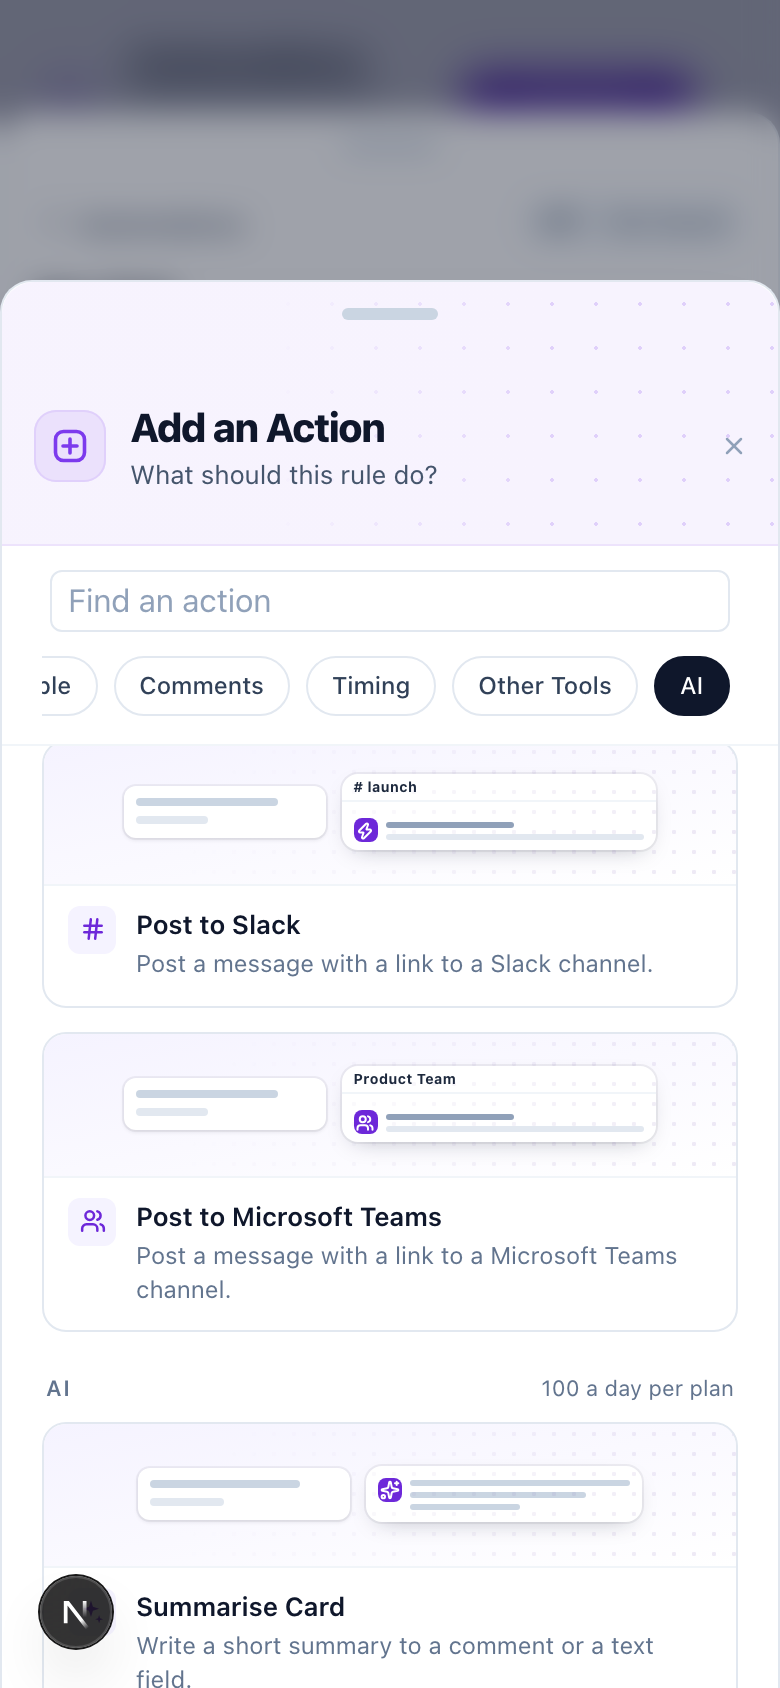 Add an Action
What should this rule do?
Find an action
ple
Comments
Timing
Other Tools
AI
# launch
Post to Slack
Post a message with a link to a Slack channel.
Product Team
Post to Microsoft Teams
Post a message with a link to a Microsoft Teams
channel.
AI
100 a day per plan
Summarise Card
Write a short summary to a comment or a text
field.